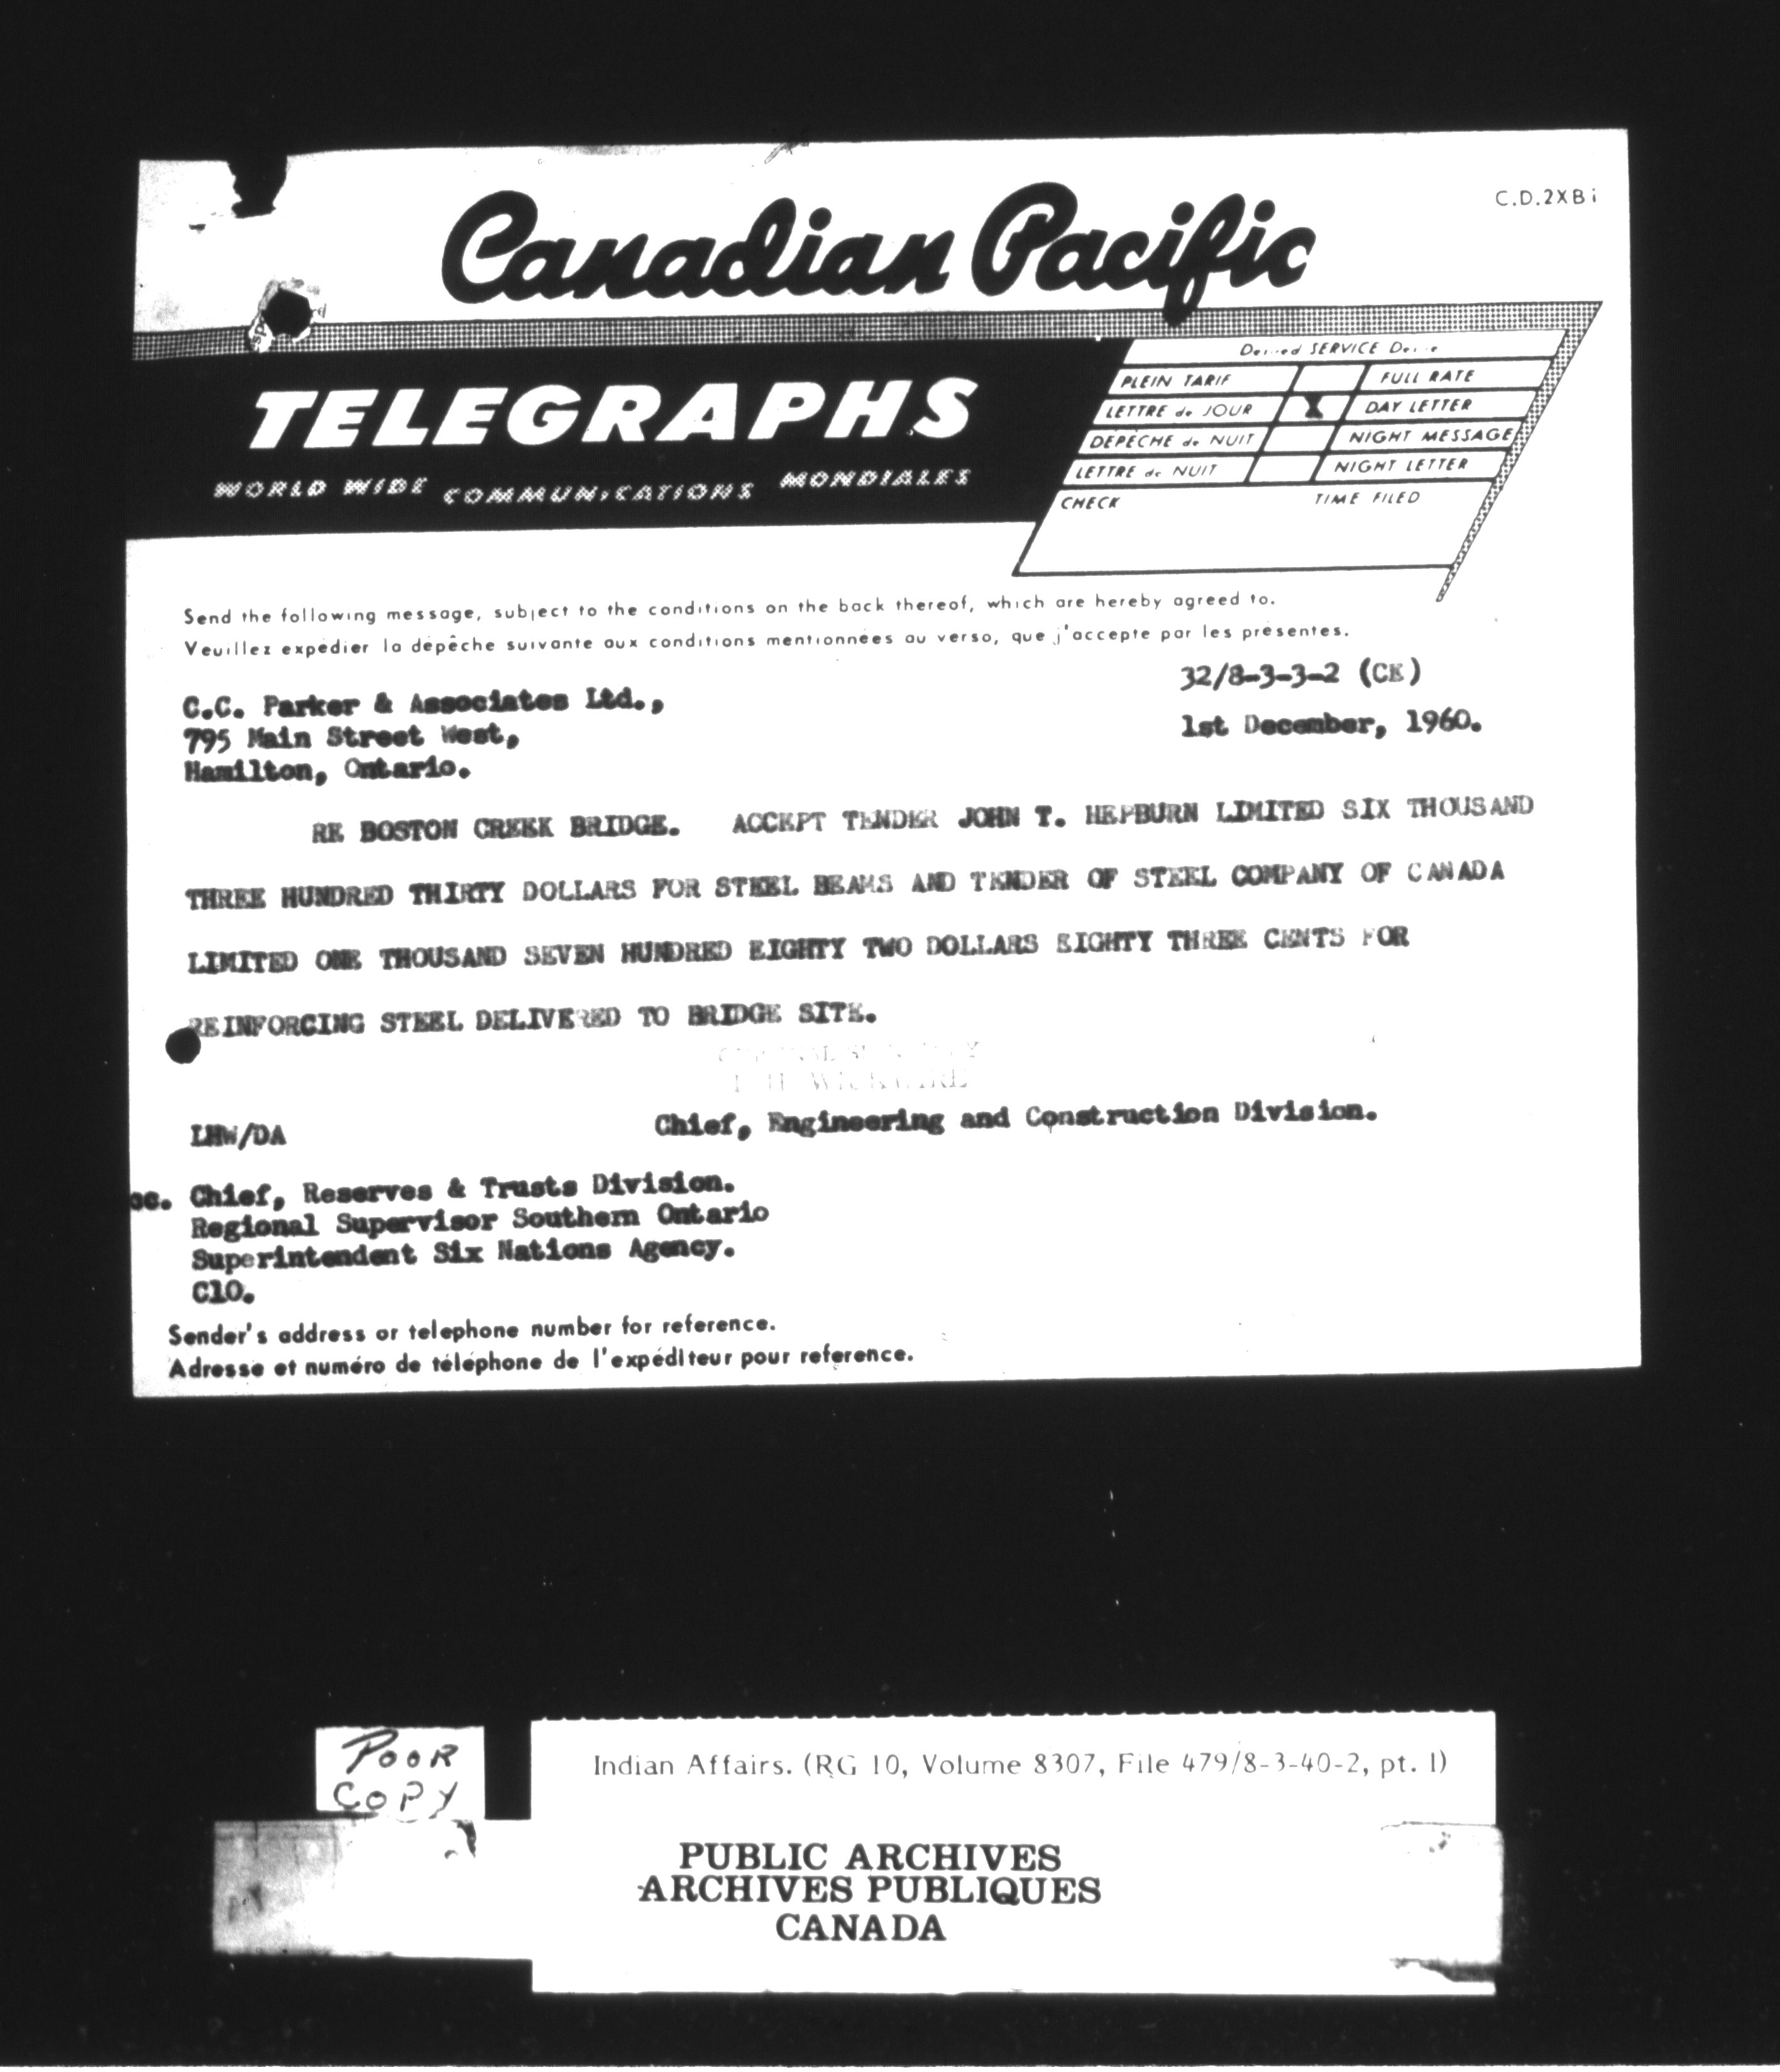 C.D.2XBi
Canadian Pacific
TELEGRAPHS
WORLD WIDE COMMUNICATIONS MONDIALES
SERVICE
PLEIN TARIF FULL RATE
LETTRE de JOUR X DAY LETTER
DÉPÊCHE de NUIT NIGHT MESSAGE
LETTRE de NUIT NIGHT LETTER
CHECK TIME FILED
Send the following message, subject to the conditions on the back thereof, which are hereby agreed to.
Veuillez expédier la dépêche suivante aux conditions mentionnées au verso, que j'accepte par les présentes.
32/8-3-3-2 (CE)
C.C. Parker & Associates Ltd.,
1st December, 1960.
795 Main Street West,
Hamilton, Ontario.
RE BOSTON CREEK BRIDGE. ACCEPT TENDER JOHN T. HEPBURN LIMITED SIX THOUSAND
THREE HUNDRED THIRTY DOLLARS FOR STEEL BEAMS AND TENDER OF STEEL COMPANY OF CANADA
LIMITED ONE THOUSAND SEVEN HUNDRED EIGHTY TWO DOLLARS EIGHTY THREE CENTS FOR
REINFORCING STEEL DELIVERED TO BRIDGE SITE.
LHW/DA Chief, Engineering and Construction Division.
cc. Chief, Reserves & Trusts Division.
Regional Supervisor Southern Ontario
Superintendent Six Nations Agency.
C10.
Sender's address or telephone number for reference.
Adresse et numéro de téléphone de l'expéditeur pour reference.
POOR
COPY
Indian Affairs. (RG 10, Volume 8307, File 479/8-3-40-2, pt. 1)
PUBLIC ARCHIVES
ARCHIVES PUBLIQUES
CANADA